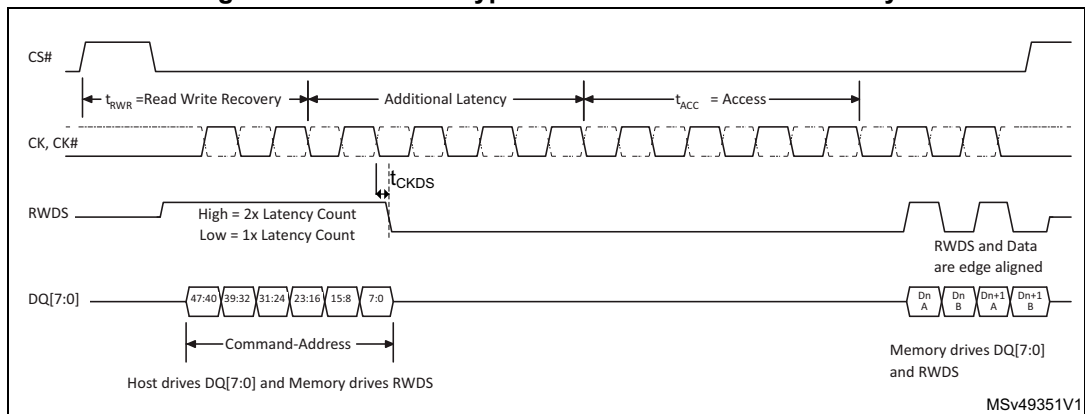 CS#
tRWR =Read Write Recovery
Additional Latency
tACC = Access
CK, CK#
tCKDS
RWDS
High = 2x Latency Count
Low = 1x Latency Count
RWDS and Data
are edge aligned
DQ[7:0]
47:40 39:32 31:24 23:16 15:8 7:0
Dn A Dn B Dn+1 A Dn+1 B
Command-Address
Memory drives DQ[7:0]
and RWDS
Host drives DQ[7:0] and Memory drives RWDS
MSv49351V1